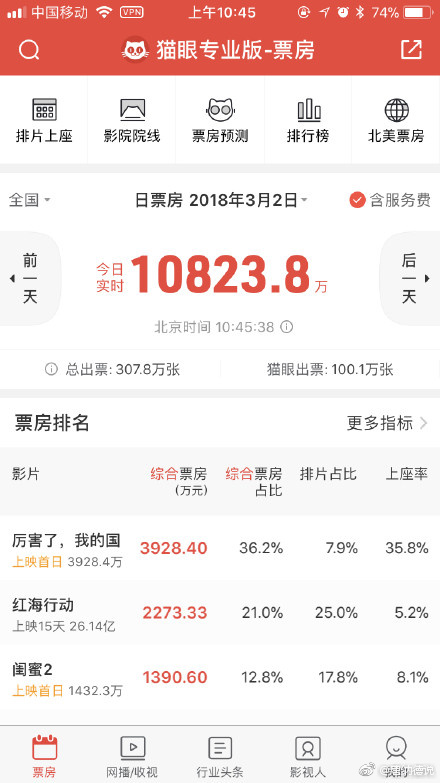 中国移动 VPN 上午10:45 74%
猫眼专业版-票房
排片上座 影院院线 票房预测 排行榜 北美票房
全国 日票房 2018年3月2日 含服务费
前一天 今日实时 10823.8 万 后一天
北京时间 10:45:38
总出票: 307.8万张 猫眼出票: 100.1万张
票房排名 更多指标
影片 综合票房 (万元) 综合票房占比 排片占比 上座率
厉害了，我的国 3928.40 36.2% 7.9% 35.8%
上映首日 3928.4万
红海行动 2273.33 21.0% 25.0% 5.2%
上映15天 26.14亿
闺蜜2 1390.60 12.8% 17.8% 8.1%
上映首日 1432.3万
票房 网播/收视 行业头条 影视人 我的